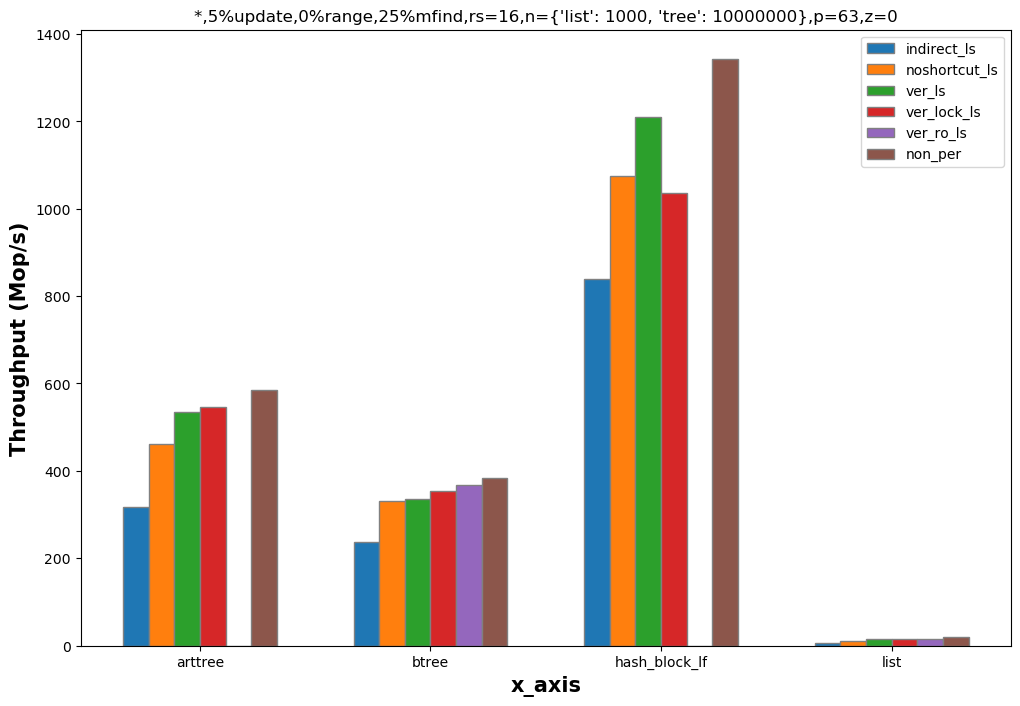 *,5%update,0%range,25%mfind,rs=16,n={'list': 1000, 'tree': 10000000},p=63,z=0
1400
1200
1000
800
600
400
200
0
Throughput (Mop/s)
indirect_ls
noshortcut_ls
ver_ls
ver_lock_ls
ver_ro_ls
non_per
arttree
btree
hash_block_lf
list
x_axis